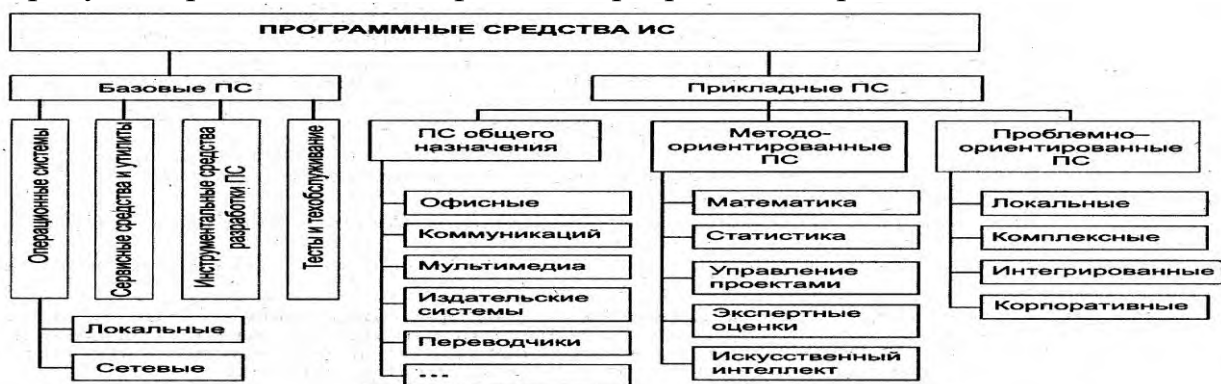 ПРОГРАММНЫЕ СРЕДСТВА ИС
Базовые ПС
Операционные системы
Сервисные средства и утилиты
Инструментальные средства
разработки ПС
Тесты и техобслуживание
Локальные
Сетевые
Прикладные ПС
ПС общего
назначения
Офисные
Коммуникаций
Мультимедиа
Издательские
системы
Переводчики
...
Методо-
ориентированные
ПС
Математика
Статистика
Управление
проектами
Экспертные
оценки
Искусственный
интеллект
Проблемно–
ориентированные
ПС
Локальные
Комплексные
Интегрированные
Корпоративные